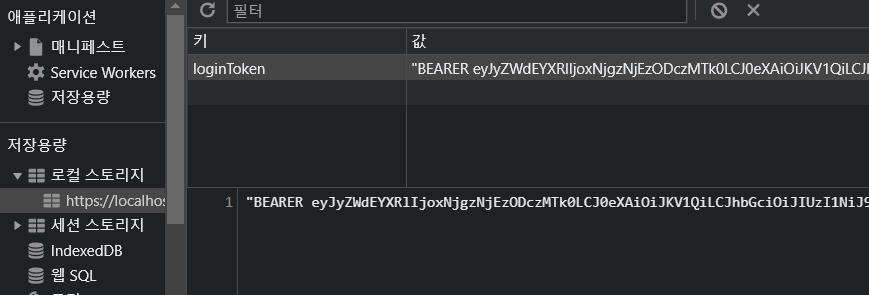 애플리케이션
매니페스트
Service Workers
저장용량
저장용량
로컬 스토리지
https://localhos
세션 스토리지
IndexedDB
웹 SQL
필터
키 값
loginToken "BEARER eyJyZWdEYXRlIjoxNjgzNjEzODczMTk0LCJ0eXAiOiJKV1QiLCJh
1 "BEARER eyJyZWdEYXRlIjoxNjgzNjEzODczMTk0LCJ0eXAiOiJKV1QiLCJhbGciOiJIUzI1NiJ9